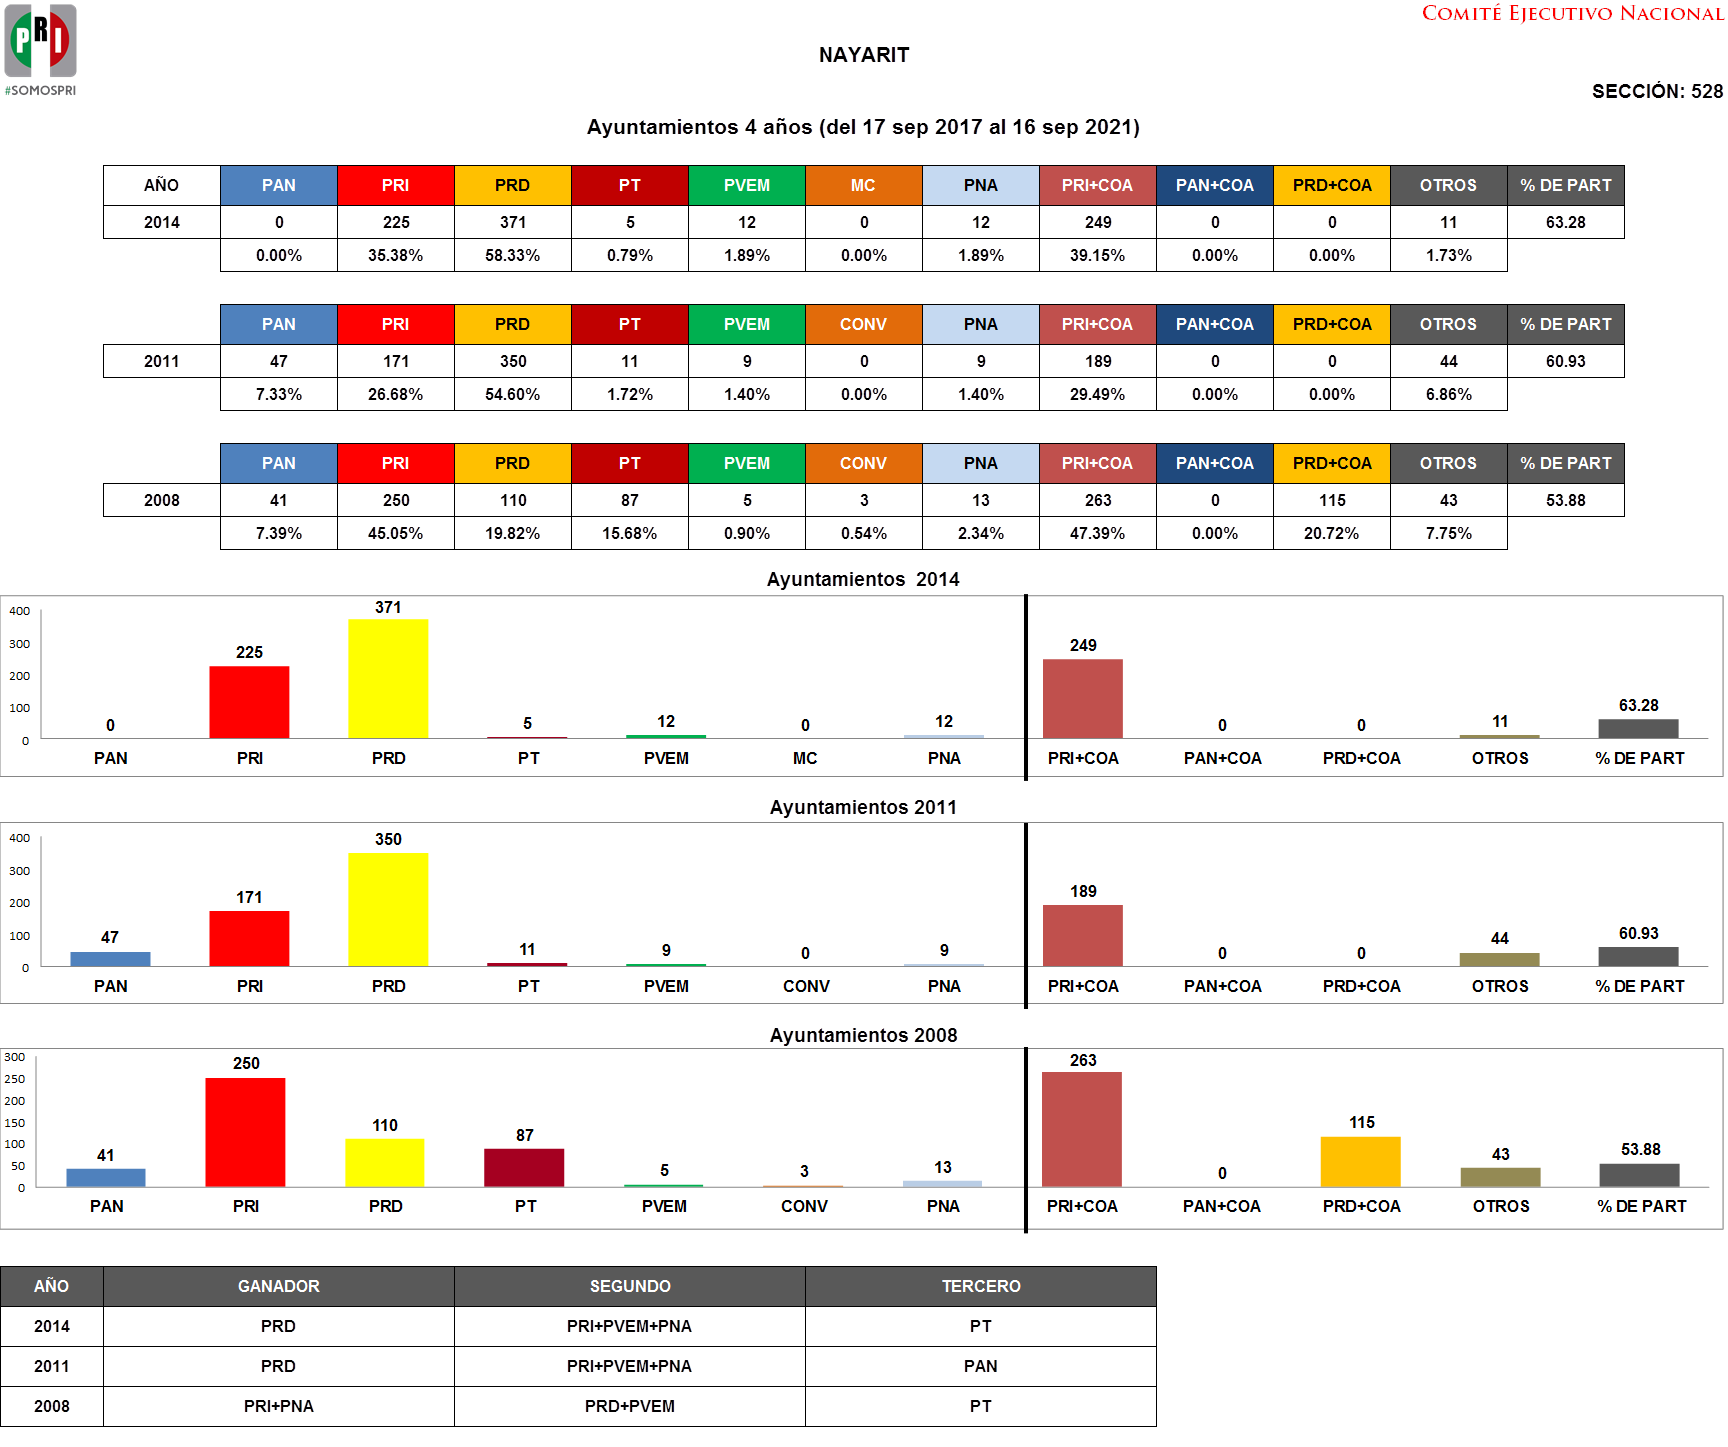 PRI
#SOMOSPRI
COMITÉ EJECUTIVO NACIONAL
NAYARIT
SECCIÓN: 528
Ayuntamientos 4 años (del 17 sep 2017 al 16 sep 2021)
AÑO PAN PRI PRD PT PVEM MC PNA PRI+COA PAN+COA PRD+COA OTROS % DE PART
2014 0 225 371 5 12 0 12 249 0 0 11 63.28
0.00% 35.38% 58.33% 0.79% 1.89% 0.00% 1.89% 39.15% 0.00% 0.00% 1.73%
PAN PRI PRD PT PVEM CONV PNA PRI+COA PAN+COA PRD+COA OTROS % DE PART
2011 47 171 350 11 9 0 9 189 0 0 44 60.93
7.33% 26.68% 54.60% 1.72% 1.40% 0.00% 1.40% 29.49% 0.00% 0.00% 6.86%
PAN PRI PRD PT PVEM CONV PNA PRI+COA PAN+COA PRD+COA OTROS % DE PART
2008 41 250 110 87 5 3 13 263 0 115 43 53.88
7.39% 45.05% 19.82% 15.68% 0.90% 0.54% 2.34% 47.39% 0.00% 20.72% 7.75%
Ayuntamientos 2014
400
300
200
100
0
0 225 371 5 12 0 12 249 0 0 11 63.28
PAN PRI PRD PT PVEM MC PNA PRI+COA PAN+COA PRD+COA OTROS % DE PART
Ayuntamientos 2011
400
300
200
100
0
47 171 350 11 9 0 9 189 0 0 44 60.93
PAN PRI PRD PT PVEM CONV PNA PRI+COA PAN+COA PRD+COA OTROS % DE PART
Ayuntamientos 2008
300
250
200
150
100
50
0
41 250 110 87 5 3 13 263 0 115 43 53.88
PAN PRI PRD PT PVEM CONV PNA PRI+COA PAN+COA PRD+COA OTROS % DE PART
AÑO GANADOR SEGUNDO TERCERO
2014 PRD PRI+PVEM+PNA PT
2011 PRD PRI+PVEM+PNA PAN
2008 PRI+PNA PRD+PVEM PT